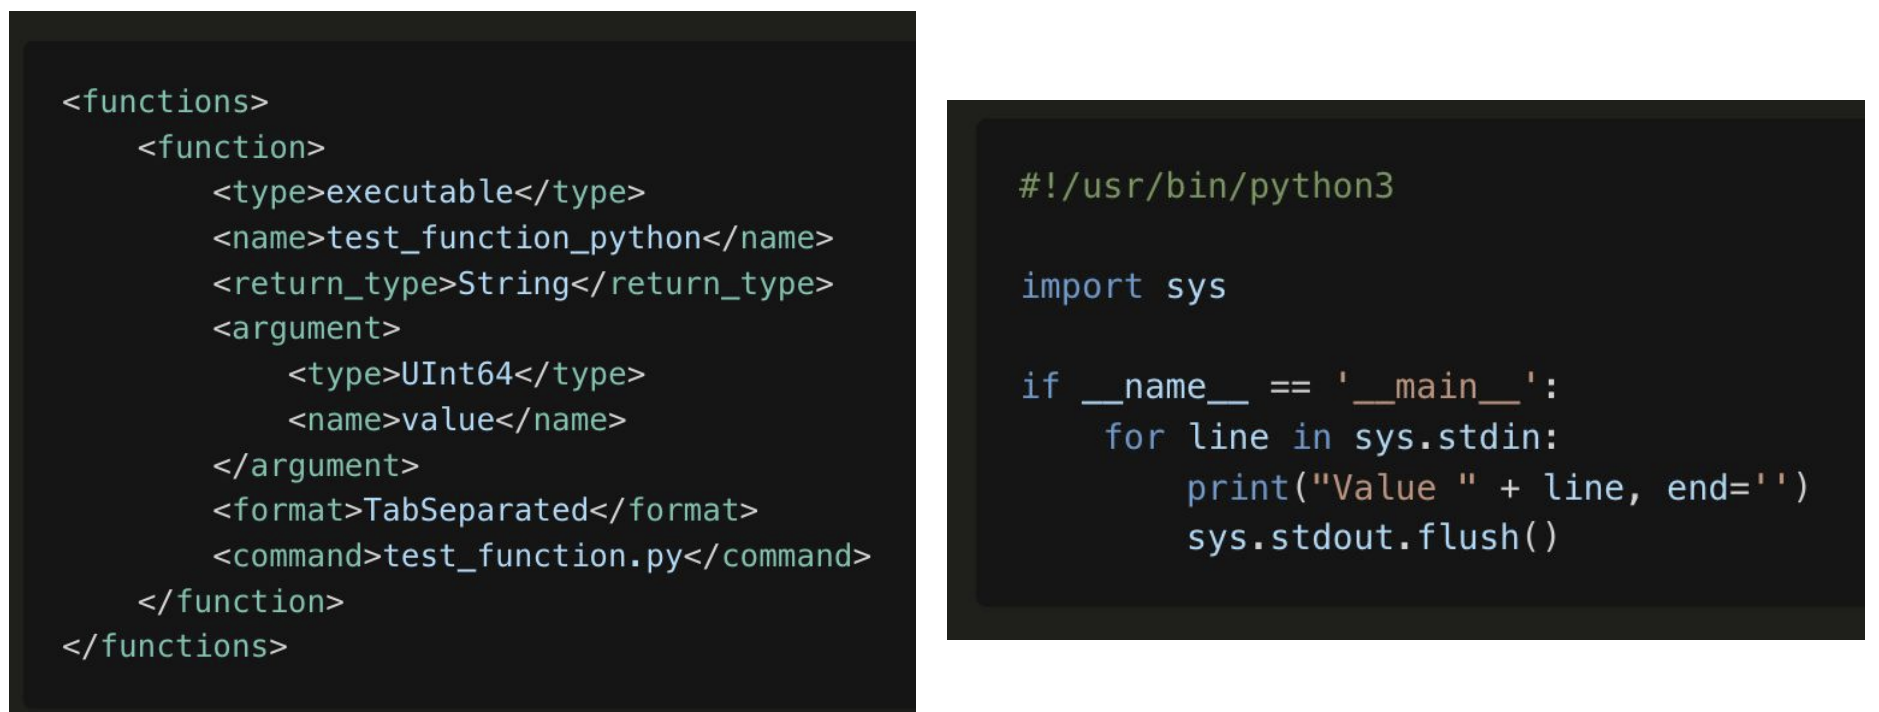 <functions>
    <function>
        <type>executable</type>
        <name>test_function_python</name>
        <return_type>String</return_type>
        <argument>
            <type>UInt64</type>
            <name>value</name>
        </argument>
        <format>TabSeparated</format>
        <command>test_function.py</command>
    </function>
</functions>
#!/usr/bin/python3
import sys
if __name__ == '__main__':
    for line in sys.stdin:
        print("Value " + line, end='')
        sys.stdout.flush()